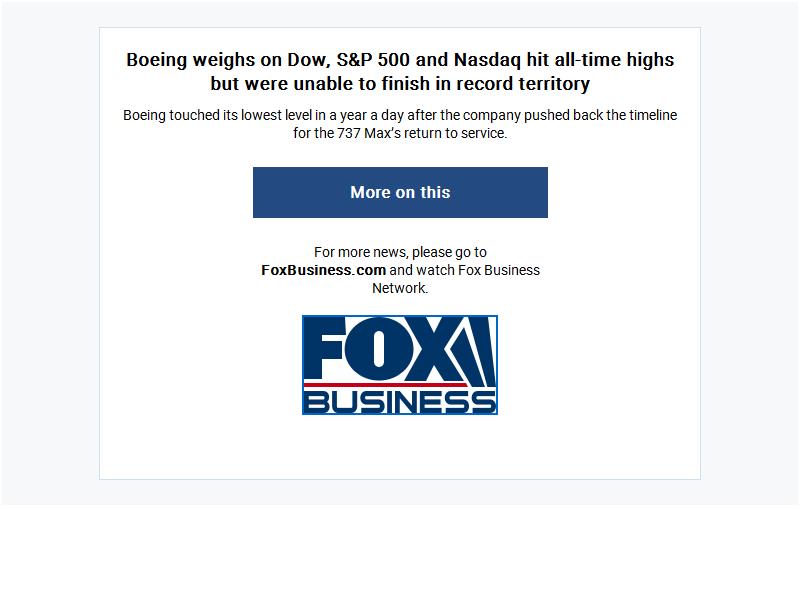 Boeing weighs on Dow, S&P 500 and Nasdaq hit all-time highs
but were unable to finish in record territory
Boeing touched its lowest level in a year a day after the company pushed back the timeline
for the 737 Max’s return to service.
More on this
For more news, please go to
FoxBusiness.com and watch Fox Business
Network.
FOX
BUSINESS